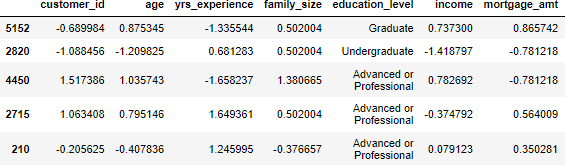 customer_id age yrs_experience family_size education_level income mortgage_amt
5152 -0.689984 0.875345 -1.335544 0.502004 Graduate 0.737300 0.865742
2820 -1.088456 -1.209825 0.681283 0.502004 Undergraduate -1.418797 -0.781218
4450 1.517386 1.035743 -1.658237 1.380665 Advanced or Professional 0.782692 -0.781218
2715 1.063408 0.795146 1.649361 0.502004 Advanced or Professional -0.374792 0.564009
210 -0.205625 -0.407836 1.245995 -0.376657 Advanced or Professional 0.079123 0.350281